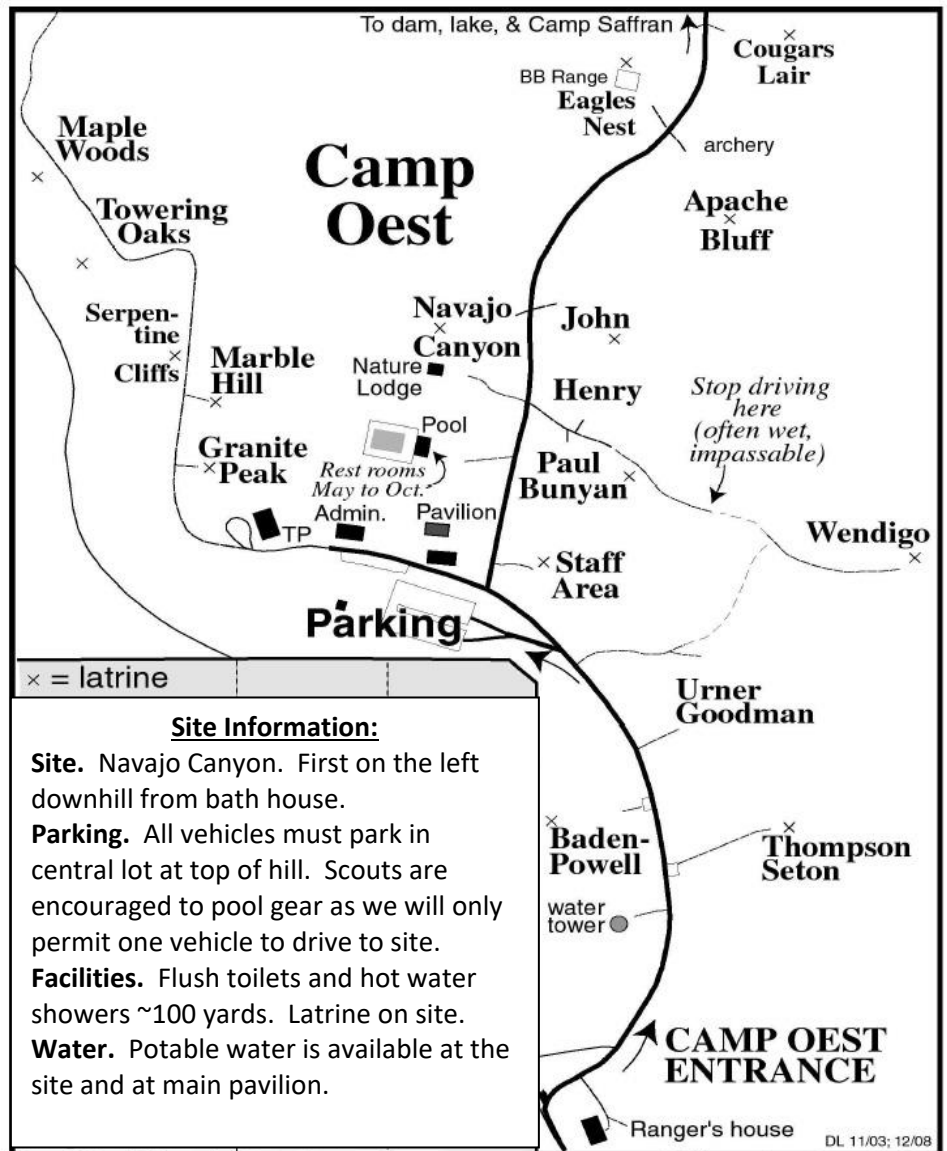 To dam, lake, & Camp Saffran
Cougars
Lair
BB Range
Eagles
Nest
archery
Maple
Woods
Camp
Oest
Towering
Oaks
Apache
Bluff
Serpen-
tine
Cliffs
Marble
Hill
Navajo
Canyon
John
Nature
Lodge
Henry
Stop driving
here
(often wet,
impassable)
Pool
Granite
Peak
Rest rooms
May to Oct.
Paul
Bunyan
TP
Admin.
Pavilion
Wendigo
Staff
Area
Parking
× = latrine
Urner
Goodman
Site Information:
Site. Navajo Canyon. First on the left
downhill from bath house.
Parking. All vehicles must park in
central lot at top of hill. Scouts are
encouraged to pool gear as we will only
permit one vehicle to drive to site.
Facilities. Flush toilets and hot water
showers ~100 yards. Latrine on site.
Water. Potable water is available at the
site and at main pavilion.
Baden-
Powell
Thompson
Seton
water
tower
CAMP OEST
ENTRANCE
Ranger's house
DL 11/03; 12/08